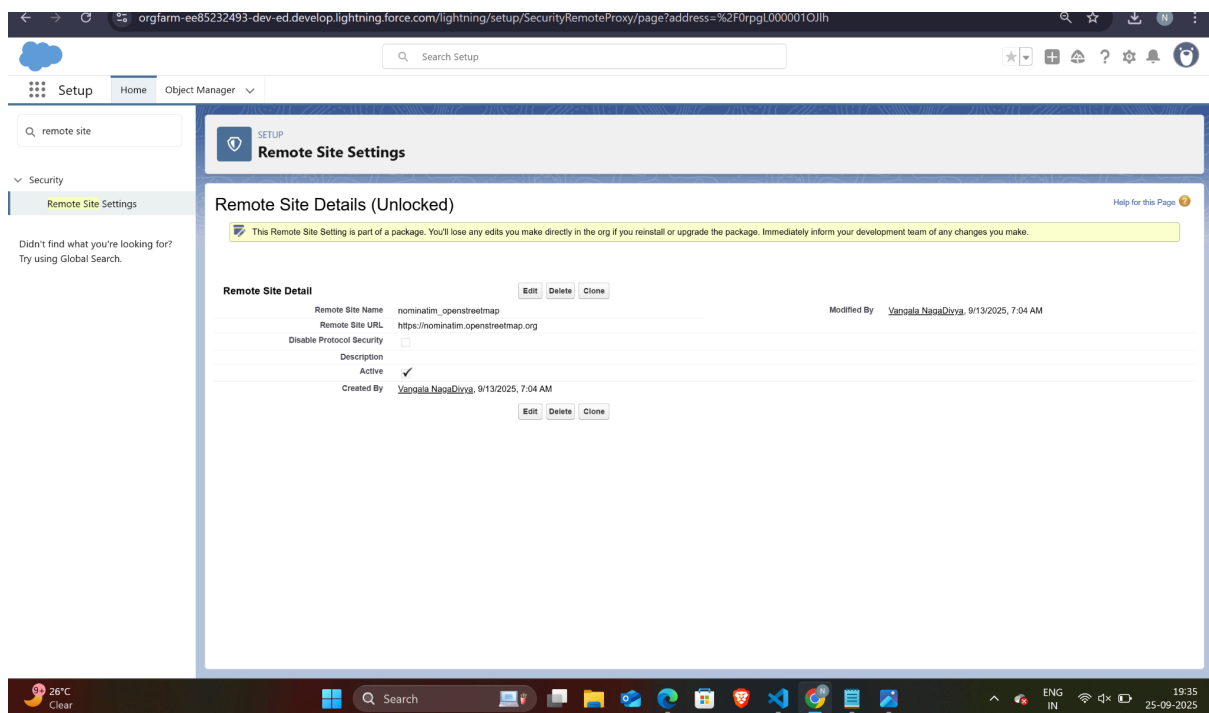 orgfarm-ee85232493-dev-ed.develop.lightning.force.com/lightning/setup/SecurityRemoteProxy/page?address=%2F0rpgL000001OJlh
N
Search Setup
Setup
Home
Object Manager
remote site
Security
Remote Site Settings
Didn't find what you're looking for?
Try using Global Search.
SETUP
Remote Site Settings
Remote Site Details (Unlocked)
Help for this Page
This Remote Site Setting is part of a package. You'll lose any edits you make directly in the org if you reinstall or upgrade the package. Immediately inform your development team of any changes you make.
Remote Site Detail
Edit Delete Clone
Remote Site Name nominatim_openstreetmap
Modified By Vangala NagaDivya, 9/13/2025, 7:04 AM
Remote Site URL https://nominatim.openstreetmap.org
Disable Protocol Security
Description
Active
Created By Vangala NagaDivya, 9/13/2025, 7:04 AM
Edit Delete Clone
9+
26°C
Clear
Search
N
ENG
IN
19:35
25-09-2025